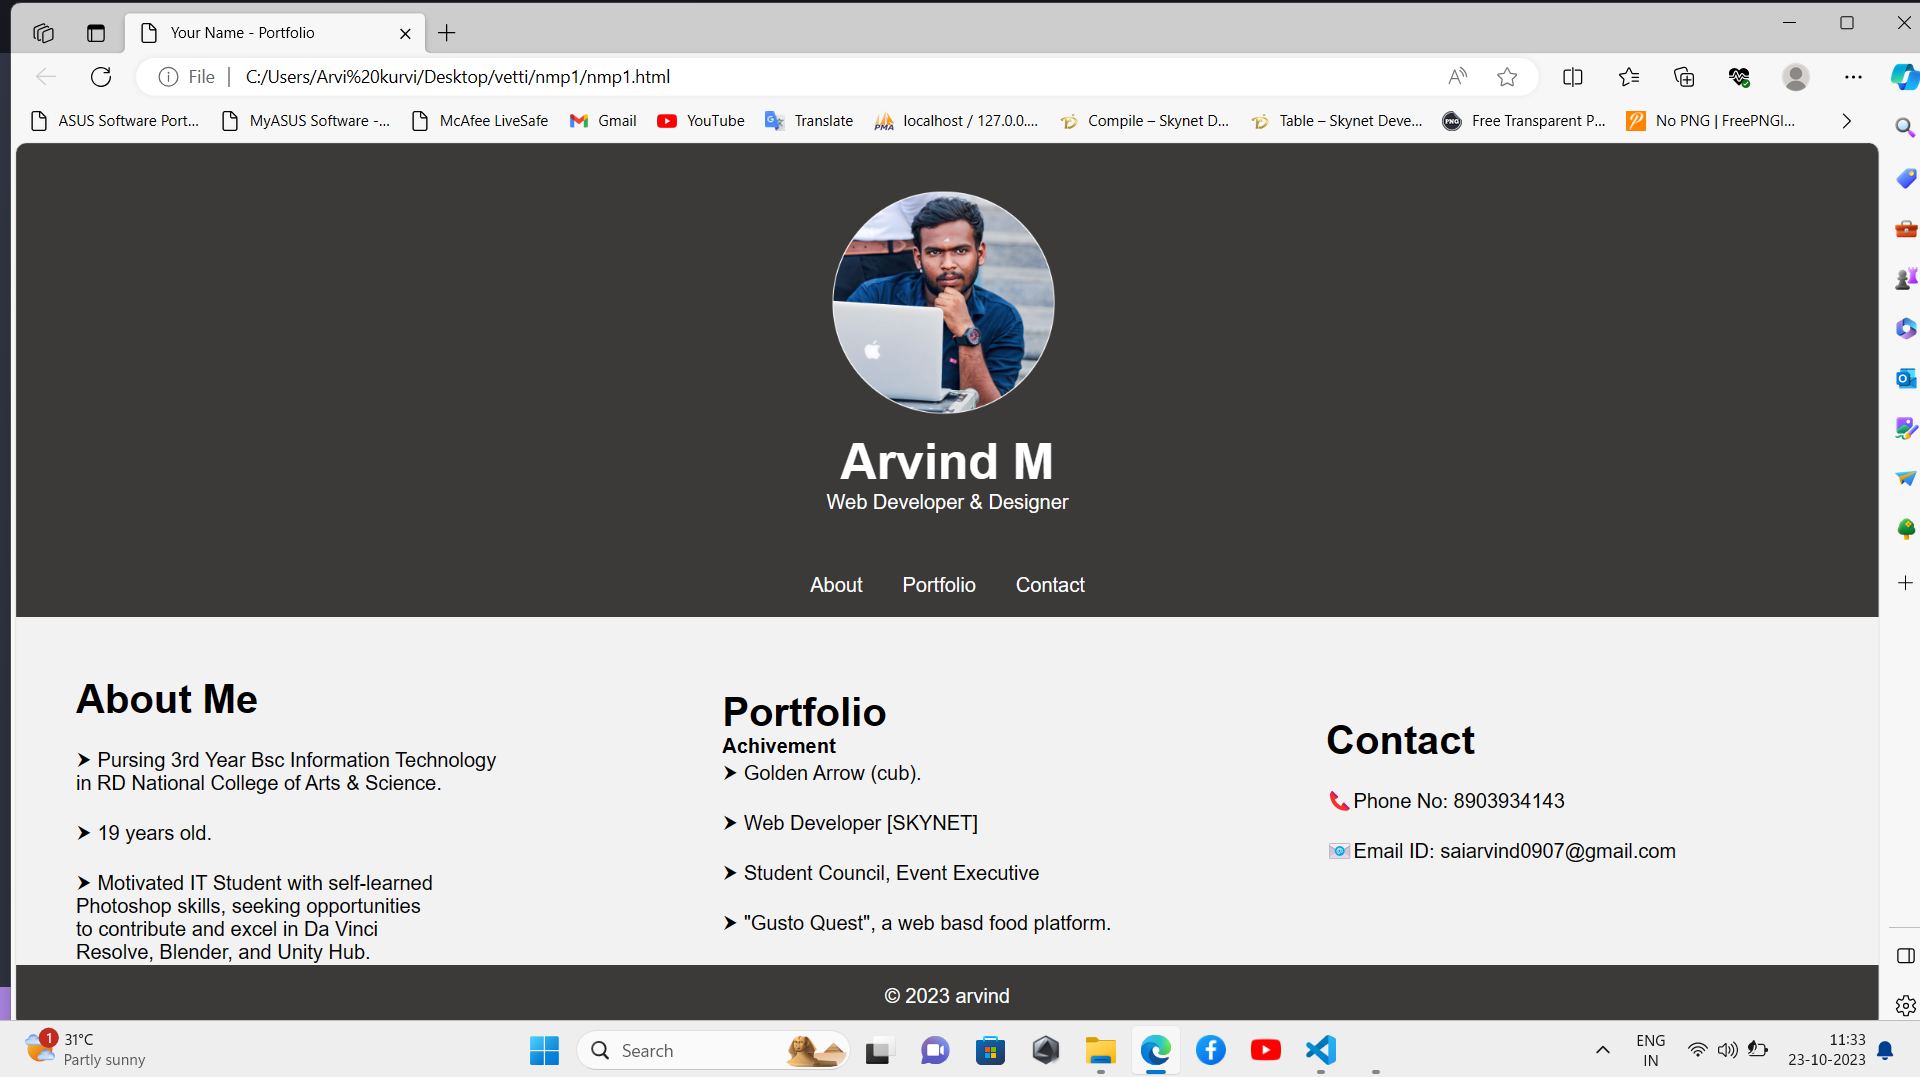 Your Name - Portfolio
File
C:/Users/Arvi%20kurvi/Desktop/vetti/nmp1/nmp1.html
ASUS Software Port...
MyASUS Software -...
McAfee LiveSafe
Gmail
YouTube
Translate
PMA
localhost / 127.0.0....
Compile – Skynet D...
Table – Skynet Deve...
PNG
Free Transparent P...
No PNG | FreePNGI...
Arvind M
Web Developer & Designer
About
Portfolio
Contact
About Me
➤ Pursing 3rd Year Bsc Information Technology
in RD National College of Arts & Science.
➤ 19 years old.
➤ Motivated IT Student with self-learned
Photoshop skills, seeking opportunities
to contribute and excel in Da Vinci
Resolve, Blender, and Unity Hub.
Portfolio
Achivement
➤ Golden Arrow (cub).
➤ Web Developer [SKYNET]
➤ Student Council, Event Executive
➤ "Gusto Quest", a web basd food platform.
Contact
📞Phone No: 8903934143
📧Email ID: saiarvind0907@gmail.com
© 2023 arvind
1
31°C
Partly sunny
Search
ENG
IN
11:33
23-10-2023